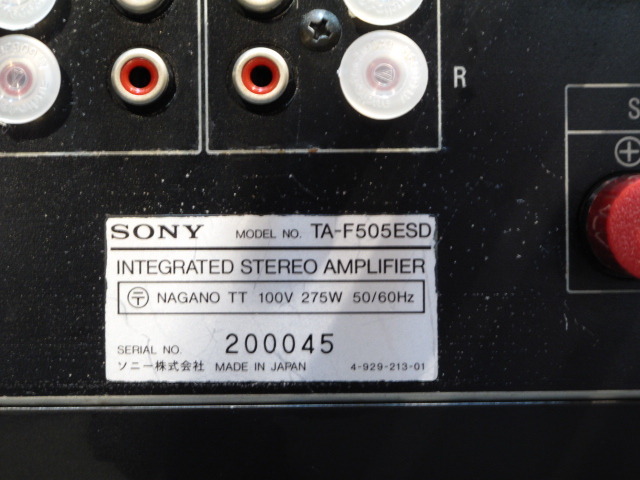 R
S
SONY MODEL NO. TA-F505ESD
INTEGRATED STEREO AMPLIFIER
〒 NAGANO TT 100V 275W 50/60Hz
SERIAL NO. 200045
ソニー株式会社 MADE IN JAPAN 4-929-213-01